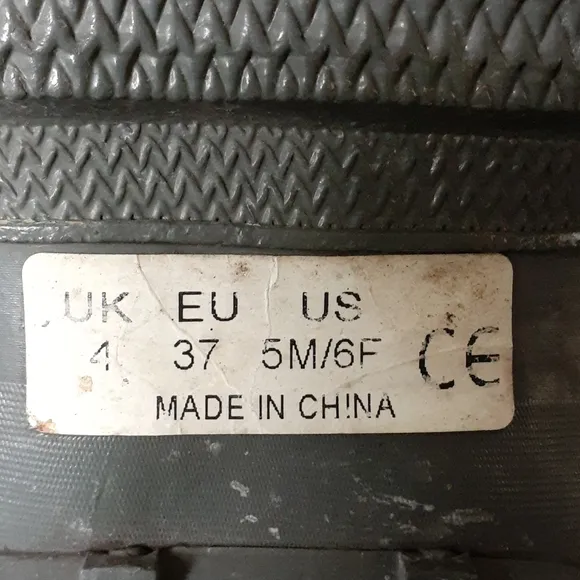 UK EU US
4 37 5M/6F CE
MADE IN CHINA